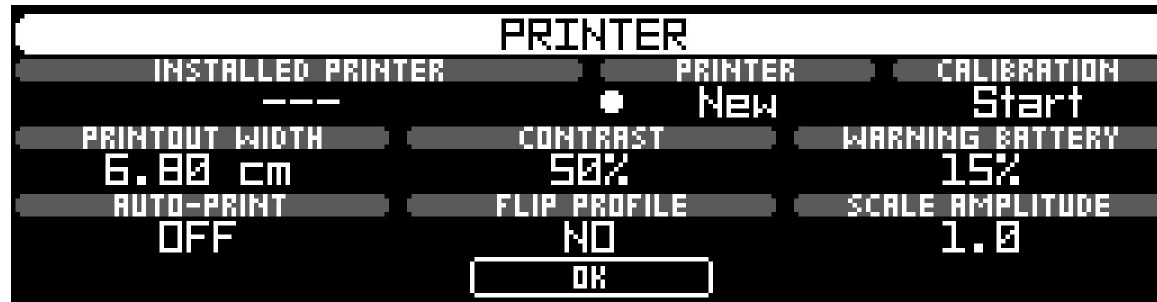 PRINTER
INSTALLED PRINTER PRINTER CALIBRATION
--- New Start
PRINTOUT WIDTH CONTRAST WARNING BATTERY
6.80 cm 50% 15%
AUTO-PRINT FLIP PROFILE SCALE AMPLITUDE
OFF NO 1.0
OK